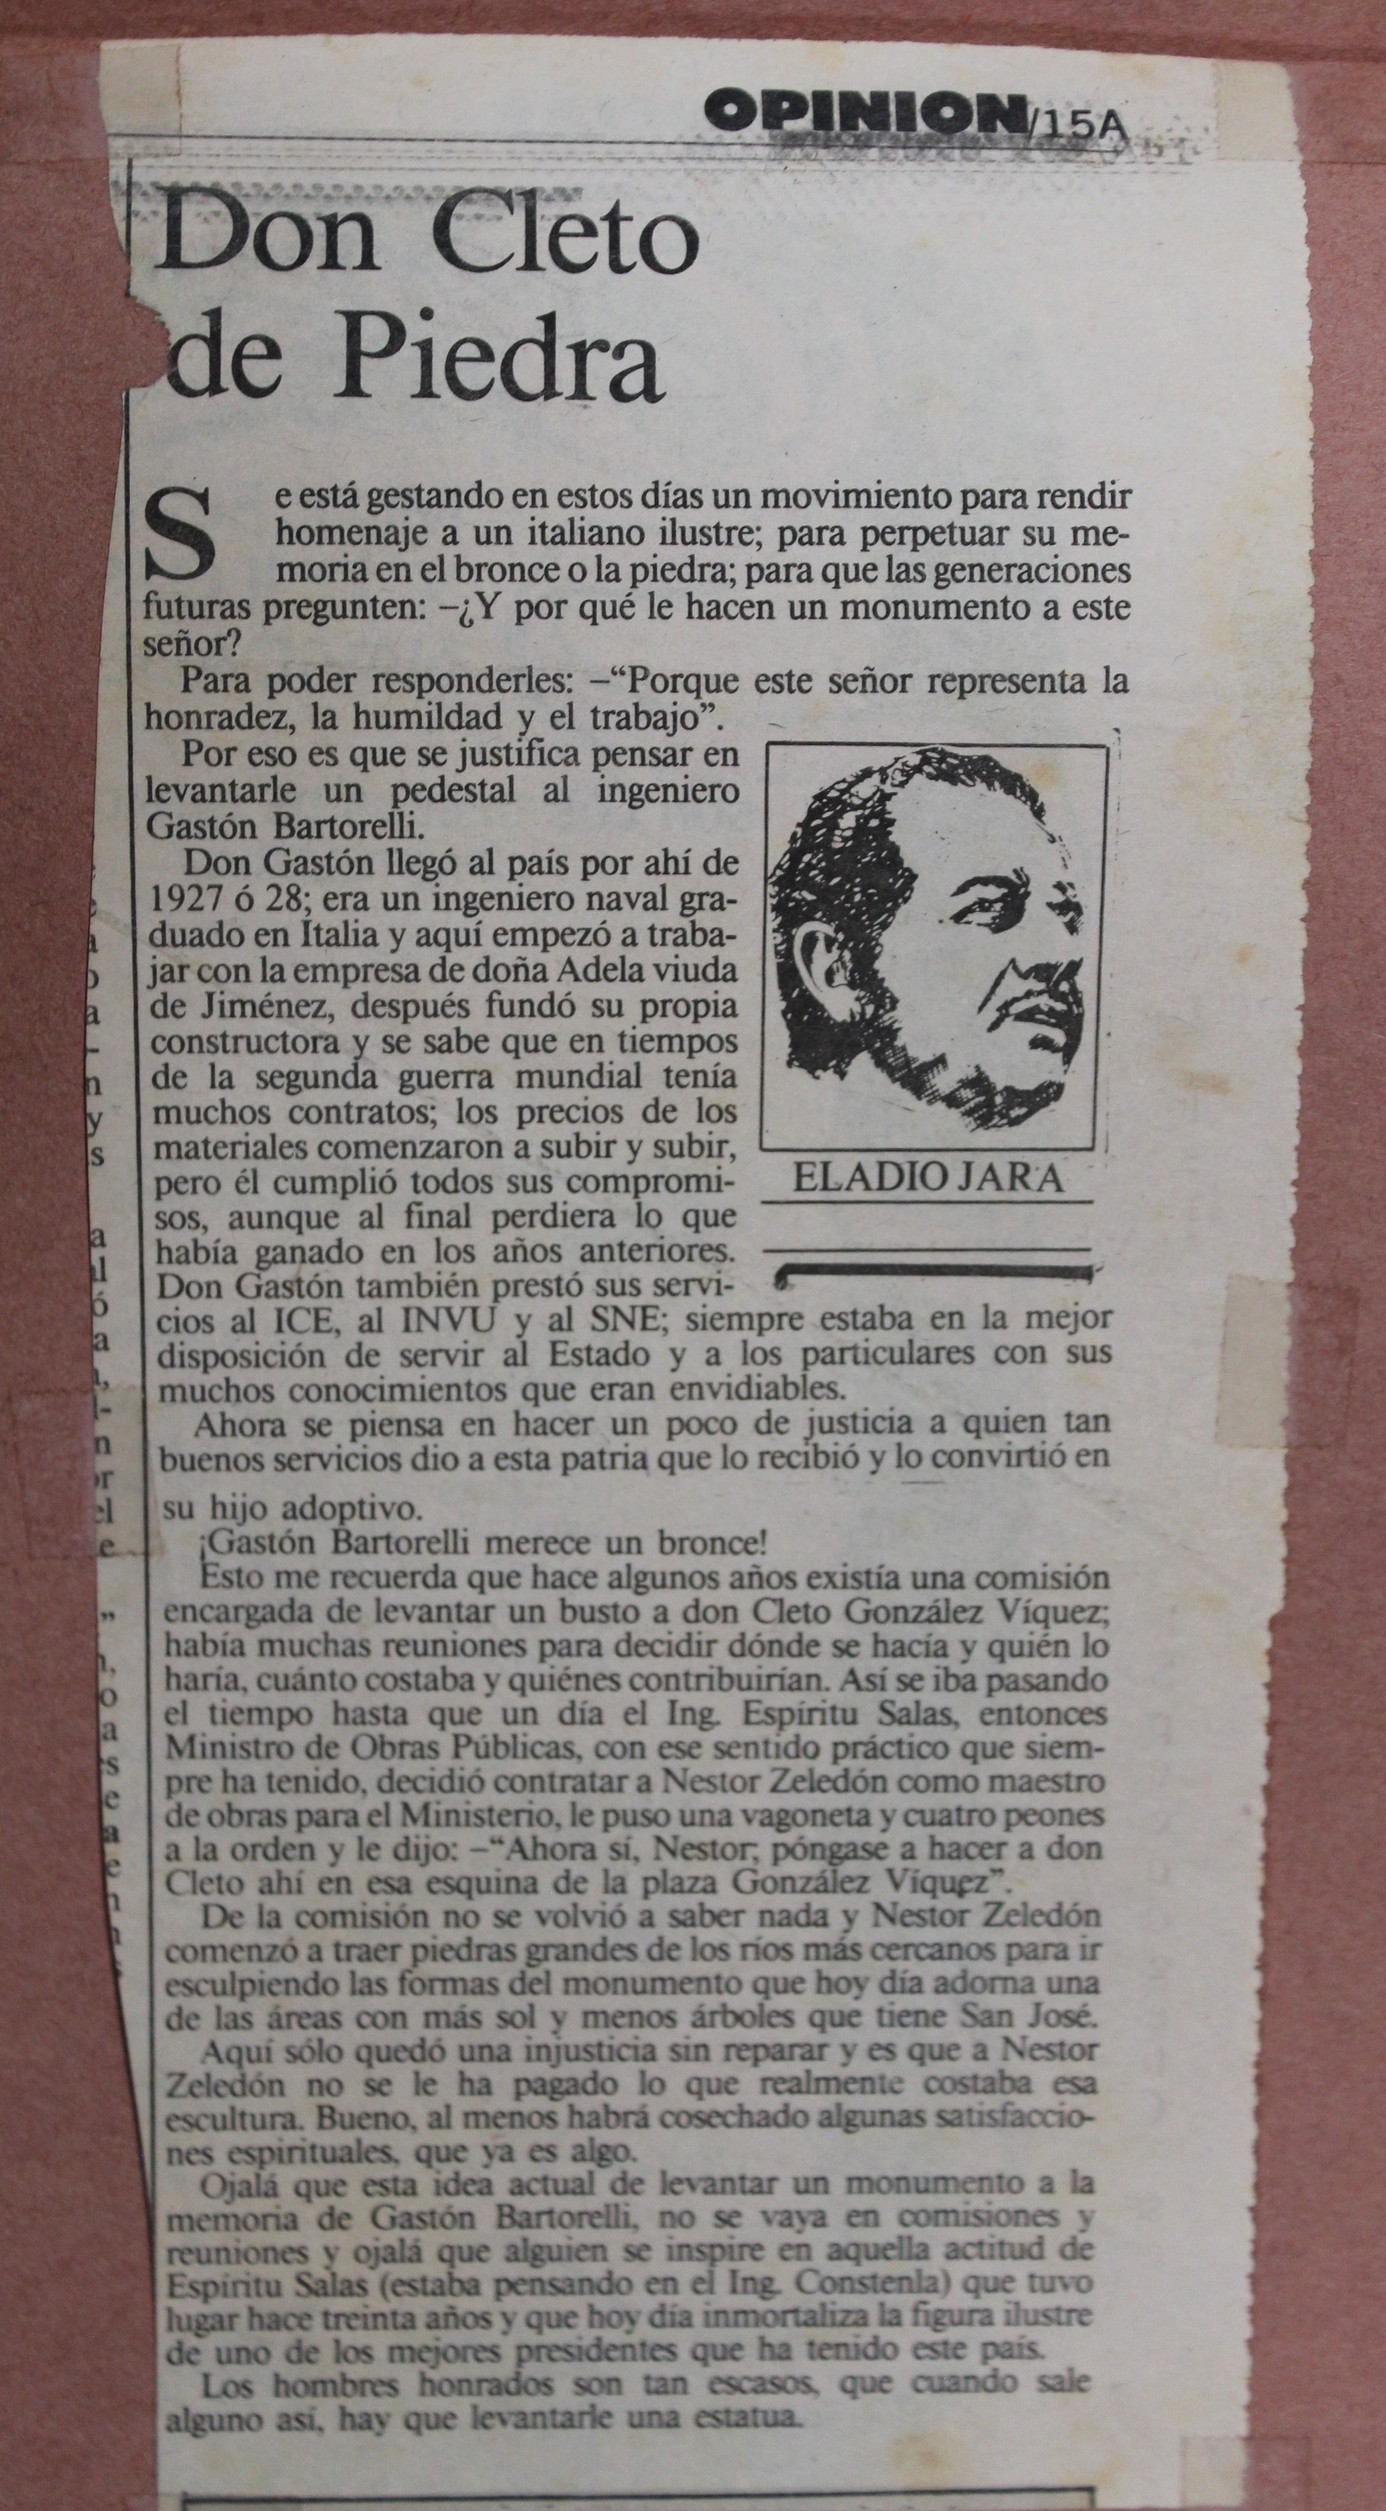 OPINION/15A
Don Cleto
de Piedra
Se está gestando en estos días un movimiento para rendir
homenaje a un italiano ilustre; para perpetuar su me-
moria en el bronce o la piedra; para que las generaciones
futuras pregunten: –¿Y por qué le hacen un monumento a este
señor?
Para poder responderles: –“Porque este señor representa la
honradez, la humildad y el trabajo”.
Por eso es que se justifica pensar en
levantarle un pedestal al ingeniero
Gastón Bartorelli.
Don Gastón llegó al país por ahí de
1927 ó 28; era un ingeniero naval gra-
duado en Italia y aquí empezó a traba-
jar con la empresa de doña Adela viuda
de Jiménez, después fundó su propia
constructora y se sabe que en tiempos
de la segunda guerra mundial tenía
muchos contratos; los precios de los
materiales comenzaron a subir y subir,
pero él cumplió todos sus compromi-
sos, aunque al final perdiera lo que
había ganado en los años anteriores.
Don Gastón también prestó sus servi-
ELADIO JARA
cios al ICE, al INVU y al SNE; siempre estaba en la mejor
disposición de servir al Estado y a los particulares con sus
muchos conocimientos que eran envidiables.
Ahora se piensa en hacer un poco de justicia a quien tan
buenos servicios dio a esta patria que lo recibió y lo convirtió en
su hijo adoptivo.
¡Gastón Bartorelli merece un bronce!
Esto me recuerda que hace algunos años existía una comisión
encargada de levantar un busto a don Cleto González Víquez;
había muchas reuniones para decidir dónde se hacía y quién lo
haría, cuánto costaba y quiénes contribuirían. Así se iba pasando
el tiempo hasta que un día el Ing. Espíritu Salas, entonces
Ministro de Obras Públicas, con ese sentido práctico que siem-
pre ha tenido, decidió contratar a Nestor Zeledón como maestro
de obras para el Ministerio, le puso una vagoneta y cuatro peones
a la orden y le dijo: –“Ahora sí, Nestor; póngase a hacer a don
Cleto ahí en esa esquina de la plaza González Víquez”.
De la comisión no se volvió a saber nada y Nestor Zeledón
comenzó a traer piedras grandes de los ríos más cercanos para ir
esculpiendo las formas del monumento que hoy día adorna una
de las áreas con más sol y menos árboles que tiene San José.
Aquí sólo quedó una injusticia sin reparar y es que a Nestor
Zeledón no se le ha pagado lo que realmente costaba esa
escultura. Bueno, al menos habrá cosechado algunas satisfaccio-
nes espirituales, que ya es algo.
Ojalá que esta idea actual de levantar un monumento a la
memoria de Gastón Bartorelli, no se vaya en comisiones y
reuniones y ojalá que alguien se inspire en aquella actitud de
Espíritu Salas (estaba pensando en el Ing. Constenla) que tuvo
lugar hace treinta años y que hoy día inmortaliza la figura ilustre
de uno de los mejores presidentes que ha tenido este país.
Los hombres honrados son tan escasos, que cuando sale
alguno así, hay que levantarle una estatua.